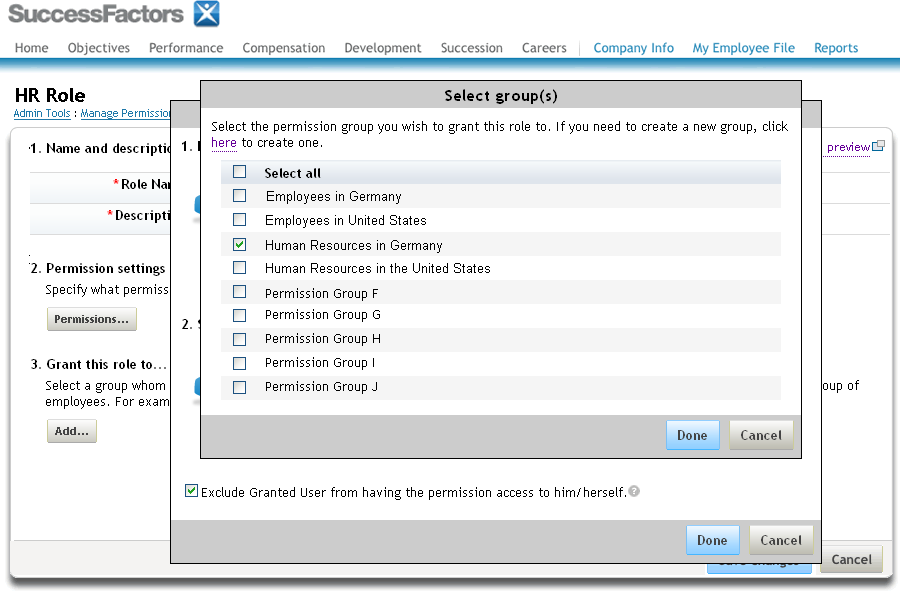 SuccessFactors
Home Objectives Performance Compensation Development Succession Careers Company Info My Employee File Reports
HR Role
Admin Tools : Manage Permission
1. Name and descriptio
* Role Nam
* Descripti
preview
2. Permission settings
Specify what permiss
Permissions...
3. Grant this role to...
Select a group whom
oup of
employees. For exam
Add...
1.
2. S
Select group(s)
Select the permission group you wish to grant this role to. If you need to create a new group, click
here to create one.
Select all
Employees in Germany
Employees in United States
Human Resources in Germany
Human Resources in the United States
Permission Group F
Permission Group G
Permission Group H
Permission Group I
Permission Group J
Done Cancel
Exclude Granted User from having the permission access to him/herself. ?
Done Cancel
Save Changes Cancel